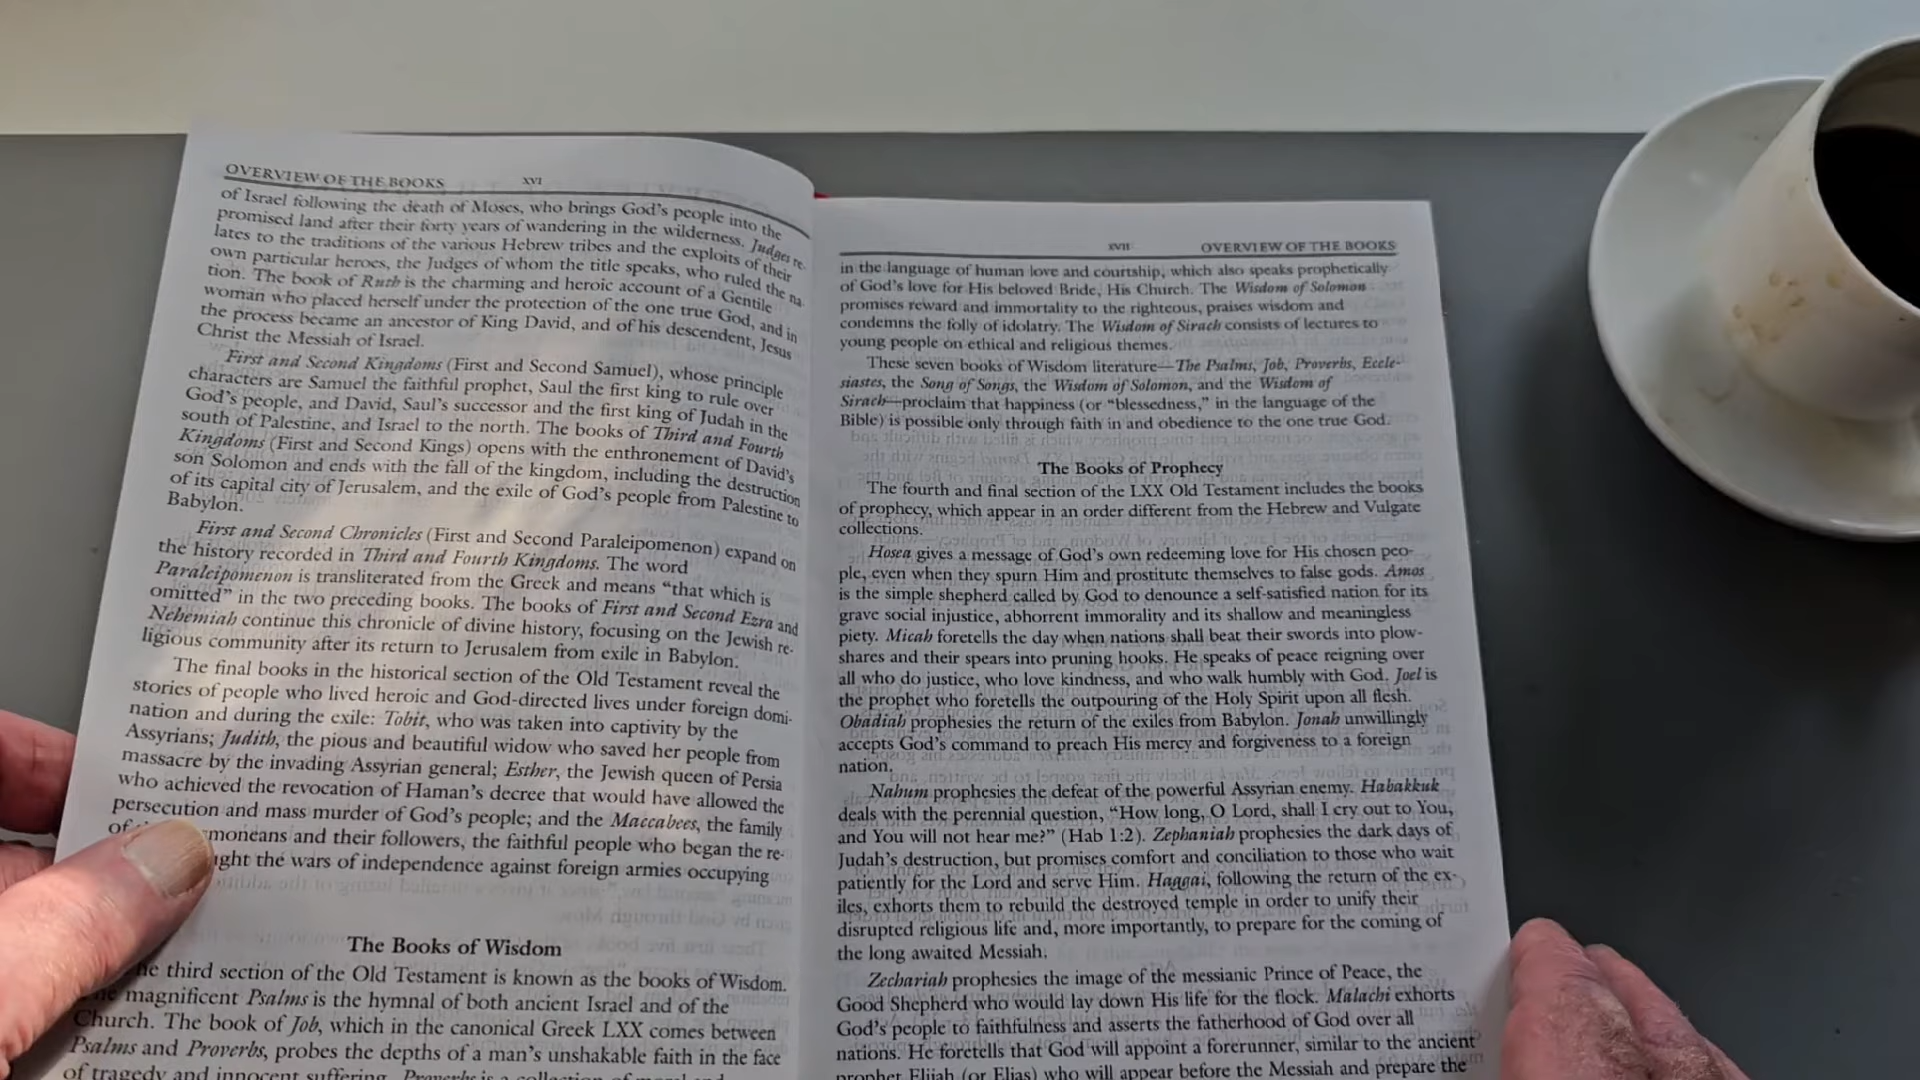 OVERVIEW OF THE BOOKS XVI
of Israel following the death of Moses, who brings God's people into the
promised land after their forty years of wandering in the wilderness. Judges re-
lates to the traditions of the various Hebrew tribes and the exploits of their
own particular heroes, the Judges of whom the title speaks, who ruled the na-
tion. The book of Ruth is the charming and heroic account of a Gentile
woman who placed herself under the protection of the one true God, and in
the process became an ancestor of King David, and of his descendent, Jesus
Christ the Messiah of Israel.
First and Second Kingdoms (First and Second Samuel), whose principle
characters are Samuel the faithful prophet, Saul the first king to rule over
God's people, and David, Saul's successor and the first king of Judah in the
south of Palestine, and Israel to the north. The books of Third and Fourth
Kingdoms (First and Second Kings) opens with the enthronement of David's
son Solomon and ends with the fall of the kingdom, including the destruction
of its capital city of Jerusalem, and the exile of God's people from Palestine to
Babylon.
First and Second Chronicles (First and Second Paraleipomenon) expand on
the history recorded in Third and Fourth Kingdoms. The word
Paraleipomenon is transliterated from the Greek and means "that which is
omitted" in the two preceding books. The books of First and Second Ezra and
Nehemiah continue this chronicle of divine history, focusing on the Jewish re-
ligious community after its return to Jerusalem from exile in Babylon.
The final books in the historical section of the Old Testament reveal the
stories of people who lived heroic and God-directed lives under foreign domi-
nation and during the exile: Tobit, who was taken into captivity by the
Assyrians; Judith, the pious and beautiful widow who saved her people from
massacre by the invading Assyrian general; Esther, the Jewish queen of Persia
who achieved the revocation of Haman's decree that would have allowed the
persecution and mass murder of God's people; and the Maccabees, the family
of moneans and their followers, the faithful people who began the re-
ght the wars of independence against foreign armies occupying
The Books of Wisdom
he third section of the Old Testament is known as the books of Wisdom.
magnificent Psalms is the hymnal of both ancient Israel and of the
Church. The book of Job, which in the canonical Greek LXX comes between
Psalms and Proverbs, probes the depths of a man's unshakable faith in the face
of tragedy and innocent suffering. Proverbs is a collection of moral and
XVII OVERVIEW OF THE BOOKS
in the language of human love and courtship, which also speaks prophetically
of God's love for His beloved Bride, His Church. The Wisdom of Solomon
promises reward and immortality to the righteous, praises wisdom and
condemns the folly of idolatry. The Wisdom of Sirach consists of lectures to
young people on ethical and religious themes.
These seven books of Wisdom literature—The Psalms, Job, Proverbs, Eccle-
siastes, the Song of Songs, the Wisdom of Solomon, and the Wisdom of
Sirach—proclaim that happiness (or "blessedness," in the language of the
Bible) is possible only through faith in and obedience to the one true God.
The Books of Prophecy
The fourth and final section of the LXX Old Testament includes the books
of prophecy, which appear in an order different from the Hebrew and Vulgate
collections.
Hosea gives a message of God's own redeeming love for His chosen peo-
ple, even when they spurn Him and prostitute themselves to false gods. Amos
is the simple shepherd called by God to denounce a self-satisfied nation for its
grave social injustice, abhorrent immorality and its shallow and meaningless
piety. Micah foretells the day when nations shall beat their swords into plow-
shares and their spears into pruning hooks. He speaks of peace reigning over
all who do justice, who love kindness, and who walk humbly with God. Joel is
the prophet who foretells the outpouring of the Holy Spirit upon all flesh.
Obadiah prophesies the return of the exiles from Babylon. Jonah unwillingly
accepts God's command to preach His mercy and forgiveness to a foreign
nation.
Nahum prophesies the defeat of the powerful Assyrian enemy. Habakkuk
deals with the perennial question, "How long, O Lord, shall I cry out to You,
and You will not hear me?" (Hab 1:2). Zephaniah prophesies the dark days of
Judah's destruction, but promises comfort and conciliation to those who wait
patiently for the Lord and serve Him. Haggai, following the return of the ex-
iles, exhorts them to rebuild the destroyed temple in order to unify their
disrupted religious life and, more importantly, to prepare for the coming of
the long awaited Messiah.
Zechariah prophesies the image of the messianic Prince of Peace, the
Good Shepherd who would lay down His life for the flock. Malachi exhorts
God's people to faithfulness and asserts the fatherhood of God over all
nations. He foretells that God will appoint a forerunner, similar to the ancient
prophet Elijah (or Elias) who will appear before the Messiah and prepare the